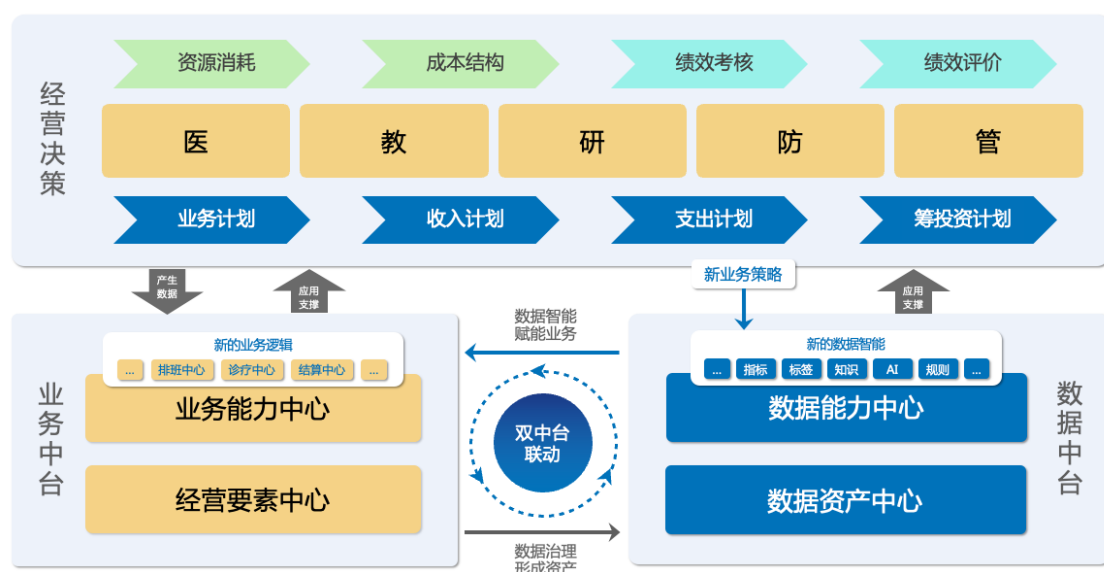 经营决策
资源消耗
成本结构
绩效考核
绩效评价
医
教
研
防
管
业务计划
收入计划
支出计划
筹投资计划
产生
数据
应用
支撑
新业务策略
应用
支撑
业务中台
新的业务逻辑
...
排班中心
诊疗中心
结算中心
...
业务能力中心
经营要素中心
数据智能
赋能业务
双中台
联动
数据治理
形成资产
新的数据智能
...
指标
标签
知识
AI
规则
...
数据能力中心
数据资产中心
数据中台